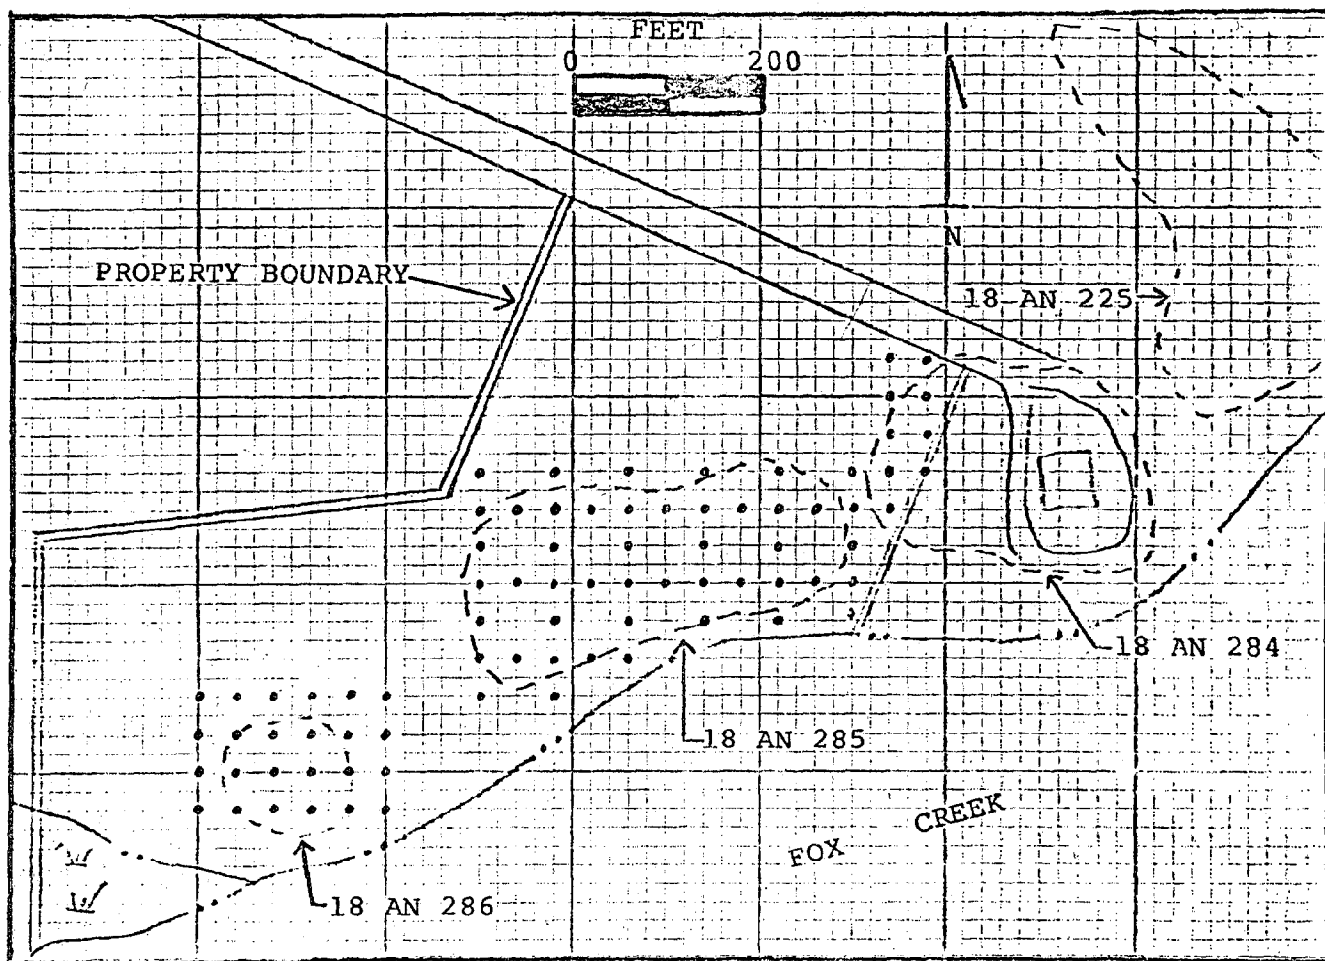 FEET
0 200
N
PROPERTY BOUNDARY
18 AN 225
18 AN 284
18 AN 285
FOX CREEK
18 AN 286